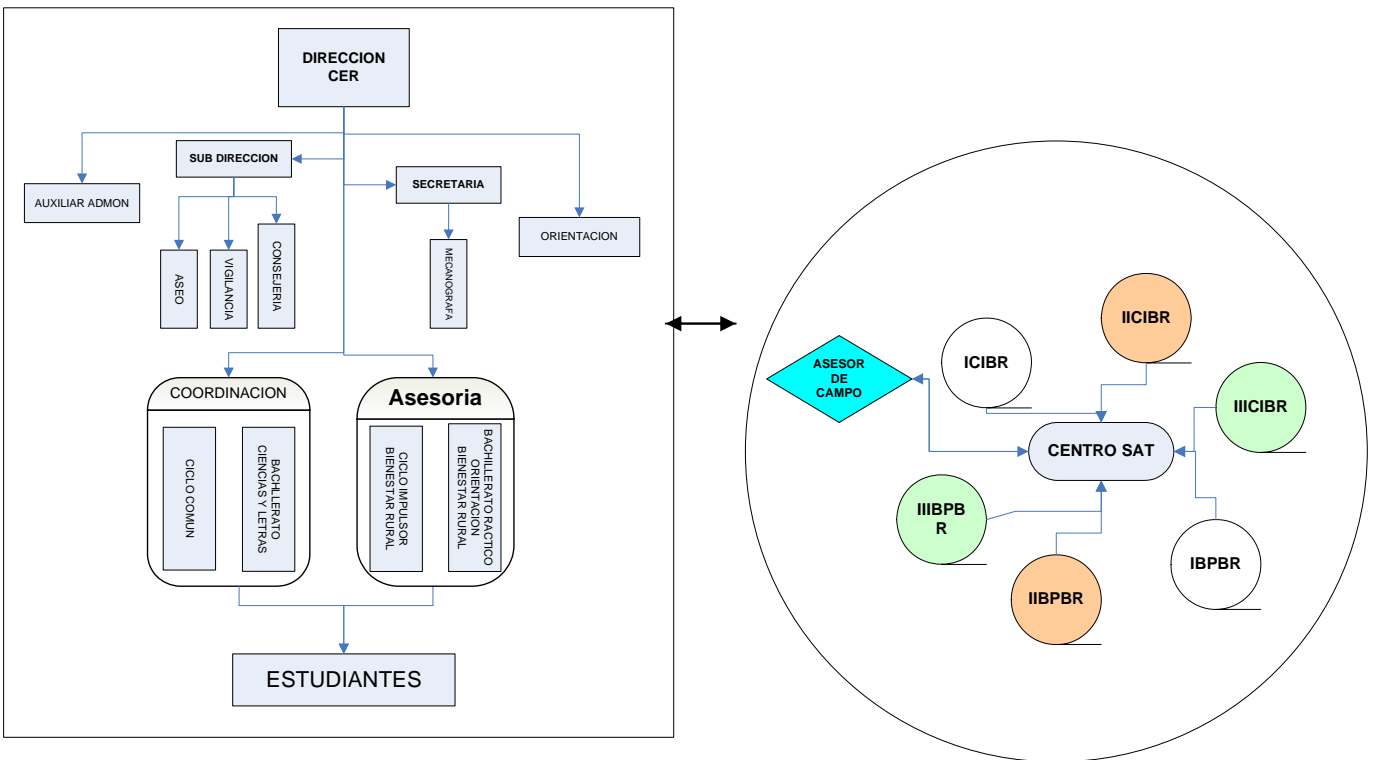 DIRECCION
CER
SUB DIRECCION
AUXILIAR ADMON
SECRETARIA
ORIENTACION
ASEO
VIGILANCIA
CONSEJERIA
MECANOGRAFA
COORDINACION
CICLO COMUN
BACHLLERATO
CIENCIAS Y LETRAS
Asesoria
CICLO IMPULSOR
BIENESTAR RURAL
BACHILLERATO RACTICO
ORIENTACION
BIENESTAR RURAL
ESTUDIANTES
ASESOR
DE
CAMPO
ICIBR
IICIBR
IIICIBR
CENTRO SAT
IIIBPB
R
IIBPBR
IBPBR